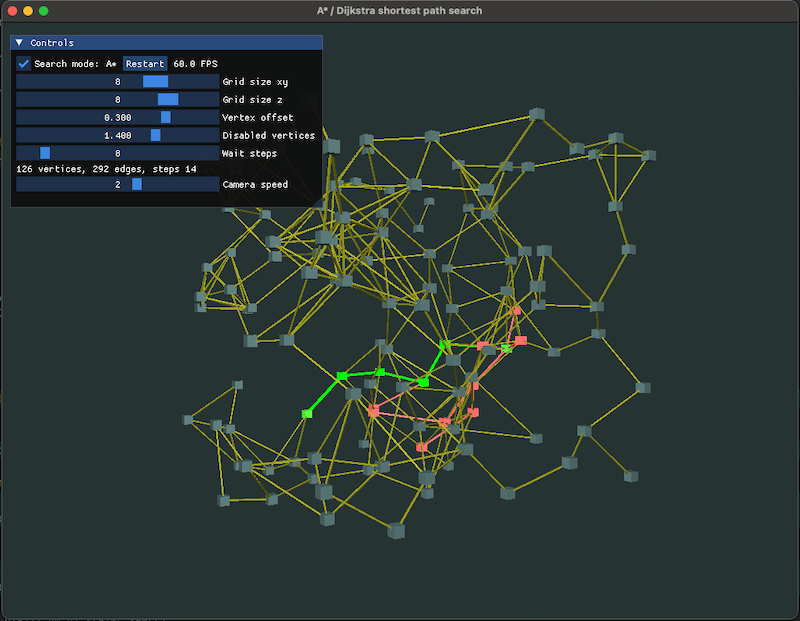 A* / Dijkstra shortest path search
Controls
Search mode: A* Restart 60.0 FPS
8 Grid size xy
8 Grid size z
0.300 Vertex offset
1.400 Disabled vertices
8 Wait steps
126 vertices, 292 edges, steps 14
2 Camera speed